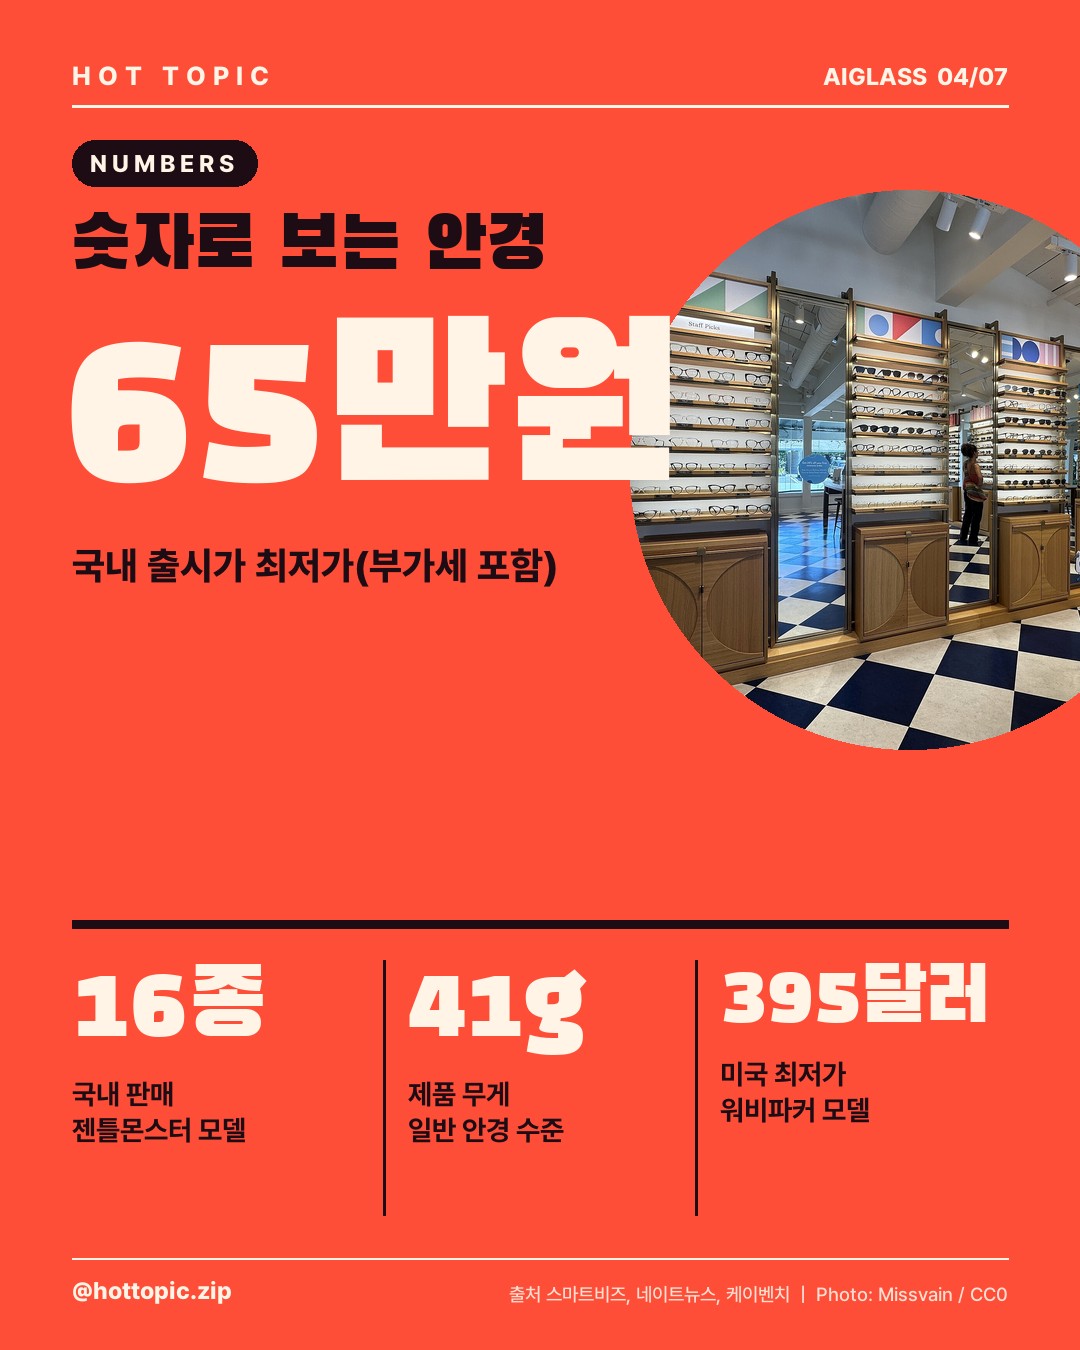 HOT TOPIC
AIGLASS 04/07
NUMBERS
숫자로 보는 안경
65만원
Staff Picks
국내 출시가 최저가(부가세 포함)
16종
국내 판매
젠틀몬스터 모델
41g
제품 무게
일반 안경 수준
395달러
미국 최저가
워비파커 모델
@hottopic.zip
출처 스마트비즈, 네이트뉴스, 케이벤치 | Photo: Missvain / CC0